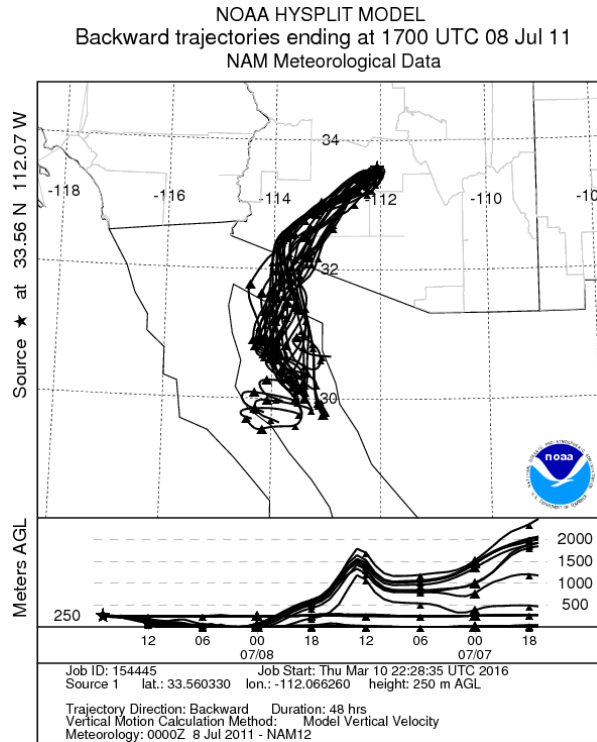 NOAA HYSPLIT MODEL
Backward trajectories ending at 1700 UTC 08 Jul 11
NAM Meteorological Data
Source ★ at 33.56 N 112.07 W
34
-118
-116
-114
-112
-110
-10
32
30
noaa
Meters AGL
2000
1500
1000
500
250
12 06 00 18 12 06 00 18
07/08 07/07
Job ID: 154445 Job Start: Thu Mar 10 22:28:35 UTC 2016
Source 1 lat.: 33.560330 lon.: -112.066260 height: 250 m AGL
Trajectory Direction: Backward Duration: 48 hrs
Vertical Motion Calculation Method: Model Vertical Velocity
Meteorology: 0000Z 8 Jul 2011 - NAM12